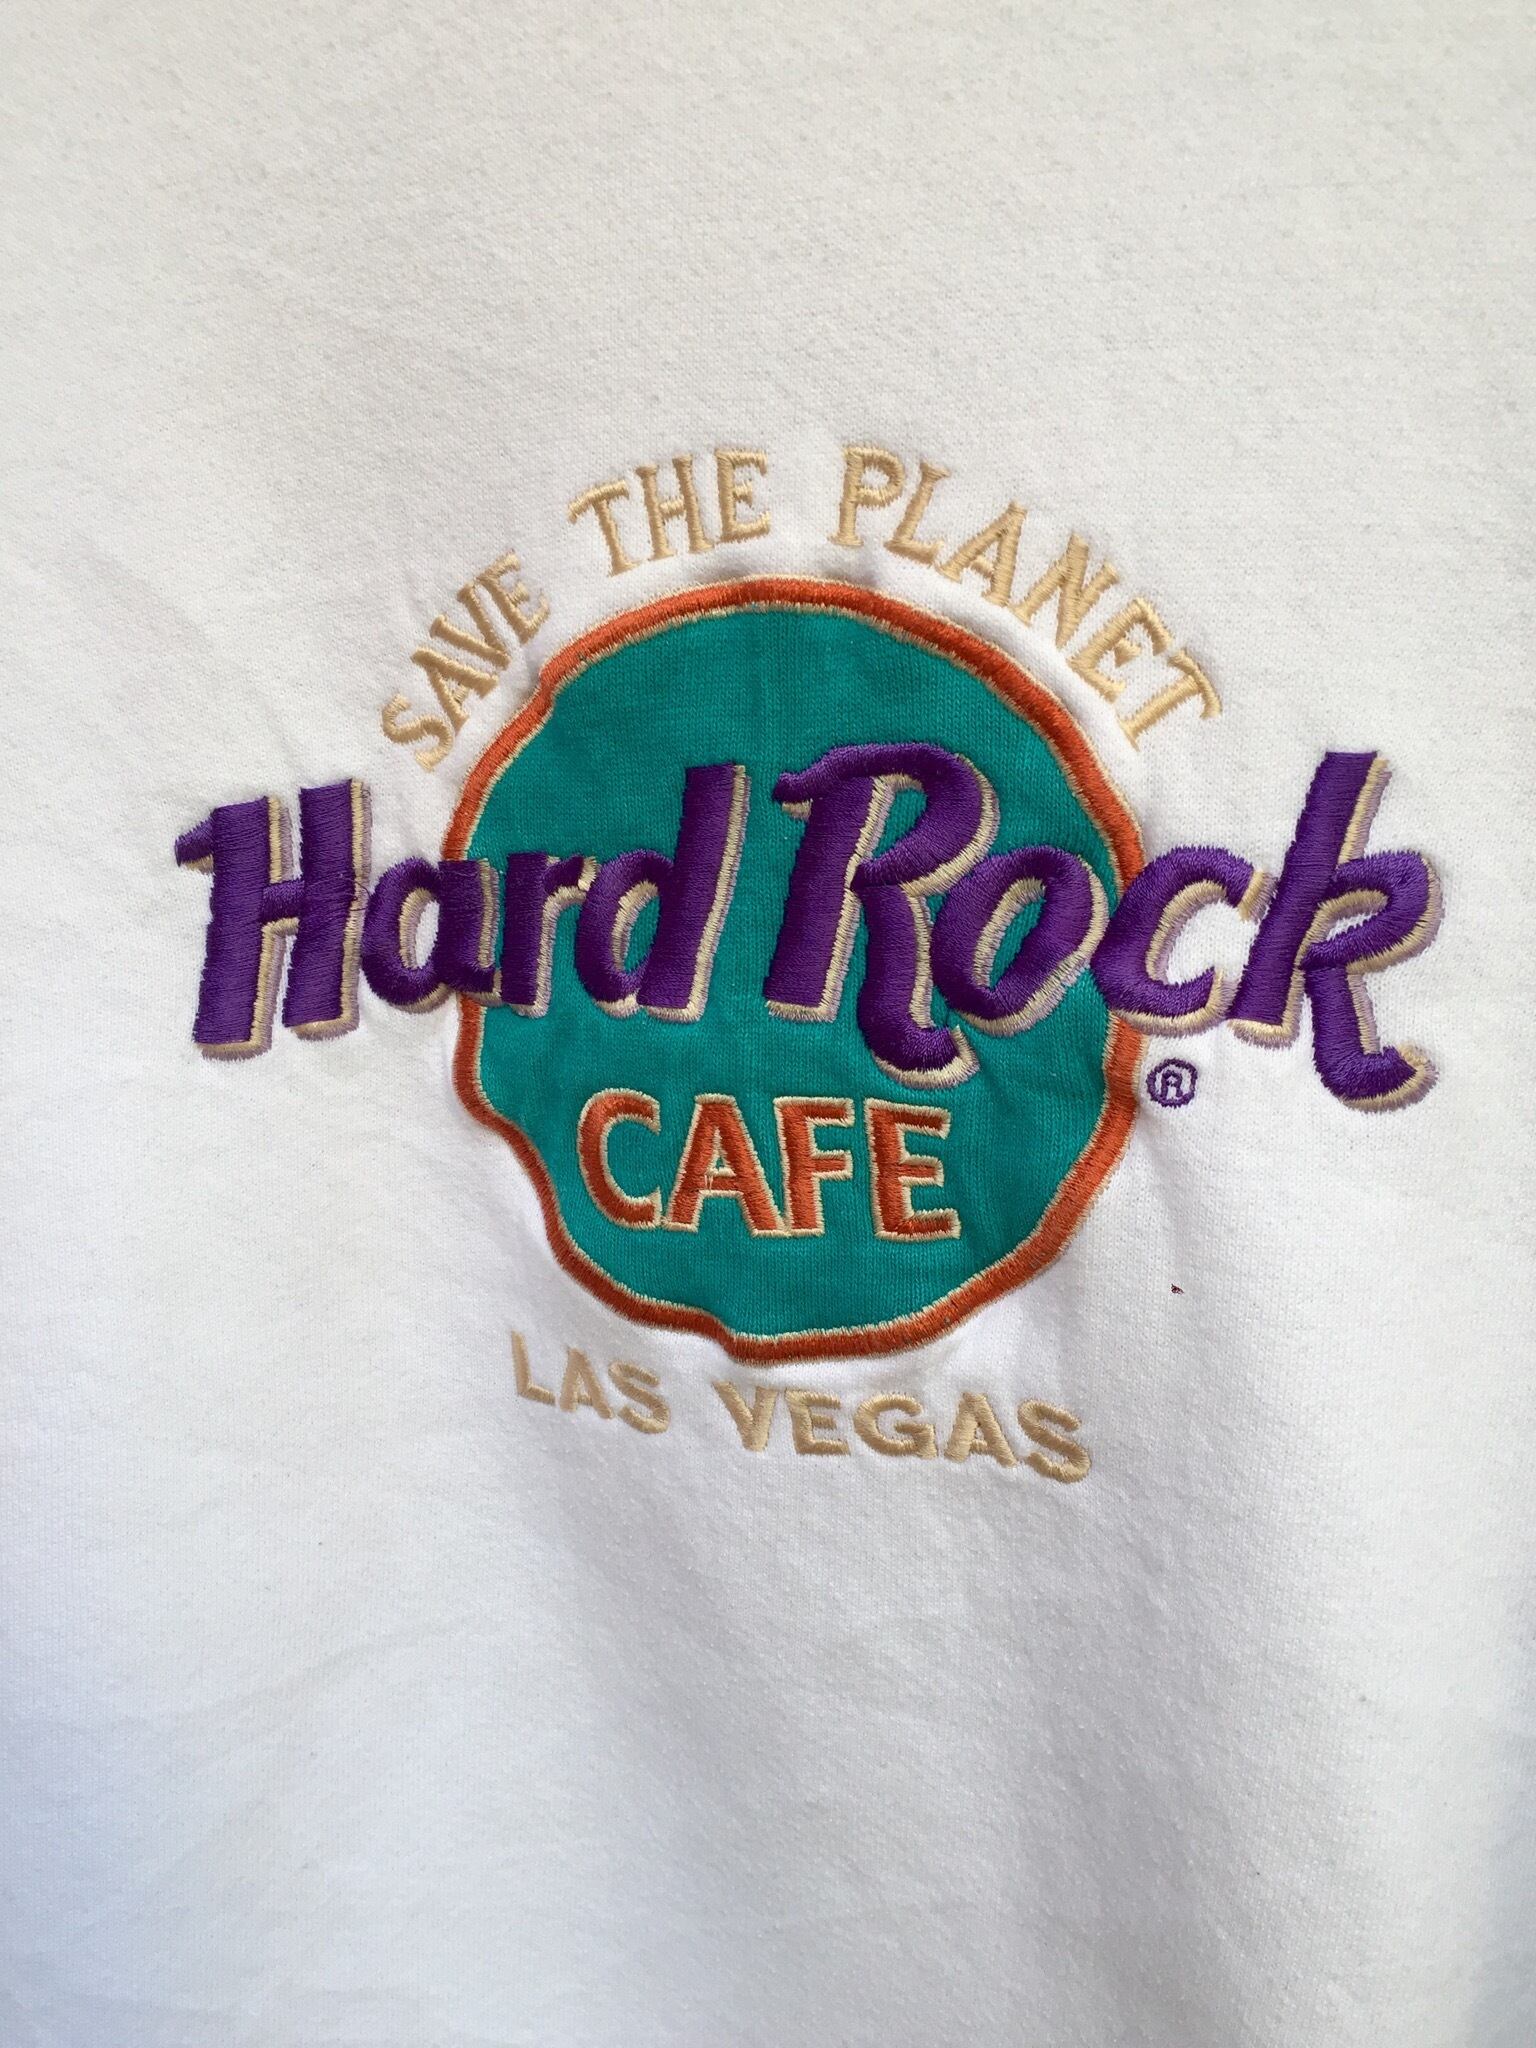 SAVE THE PLANET
Hard Rock
®
CAFE
LAS VEGAS